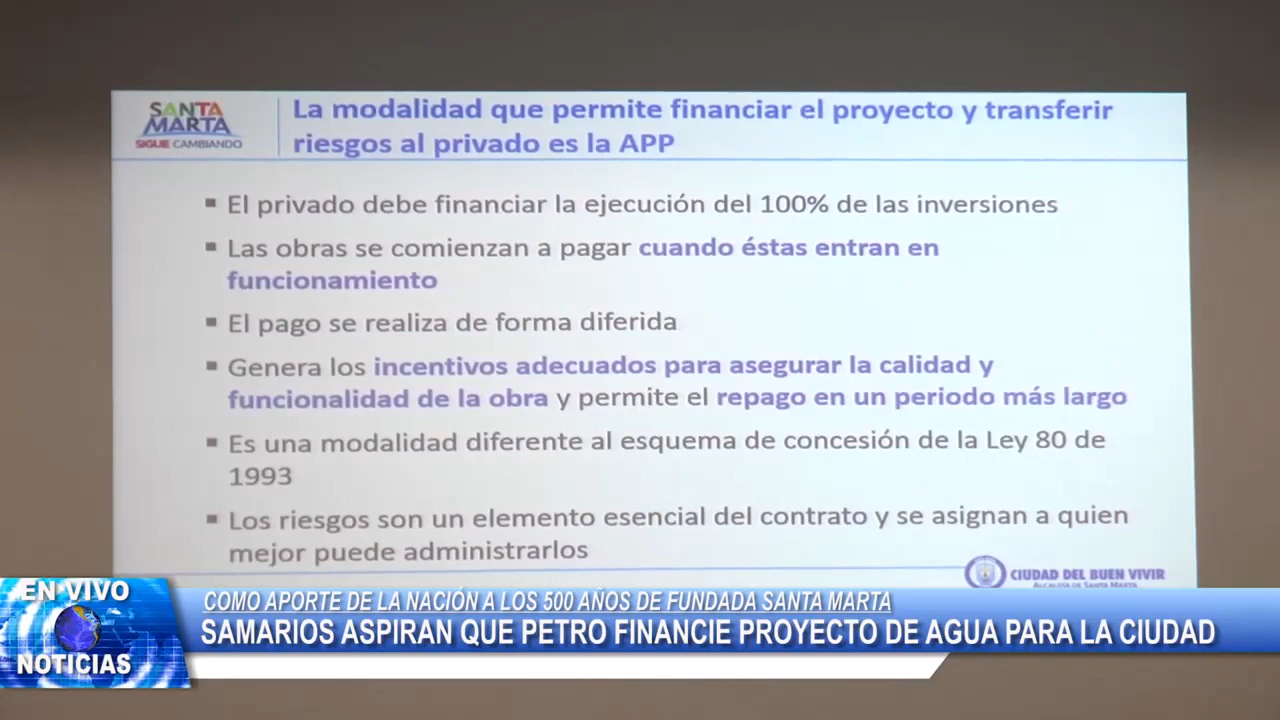 SANTA
MARTA
SIGUE CAMBIANDO
La modalidad que permite financiar el proyecto y transferir
riesgos al privado es la APP
▪ El privado debe financiar la ejecución del 100% de las inversiones
▪ Las obras se comienzan a pagar cuando éstas entran en
funcionamiento
▪ El pago se realiza de forma diferida
▪ Genera los incentivos adecuados para asegurar la calidad y
funcionalidad de la obra y permite el repago en un periodo más largo
▪ Es una modalidad diferente al esquema de concesión de la Ley 80 de
1993
▪ Los riesgos son un elemento esencial del contrato y se asignan a quien
mejor puede administrarlos
CIUDAD DEL BUEN VIVIR
ALCALDÍA DE SANTA MARTA
EN VIVO
NOTICIAS
COMO APORTE DE LA NACIÓN A LOS 500 AÑOS DE FUNDADA SANTA MARTA
SAMARIOS ASPIRAN QUE PETRO FINANCIE PROYECTO DE AGUA PARA LA CIUDAD